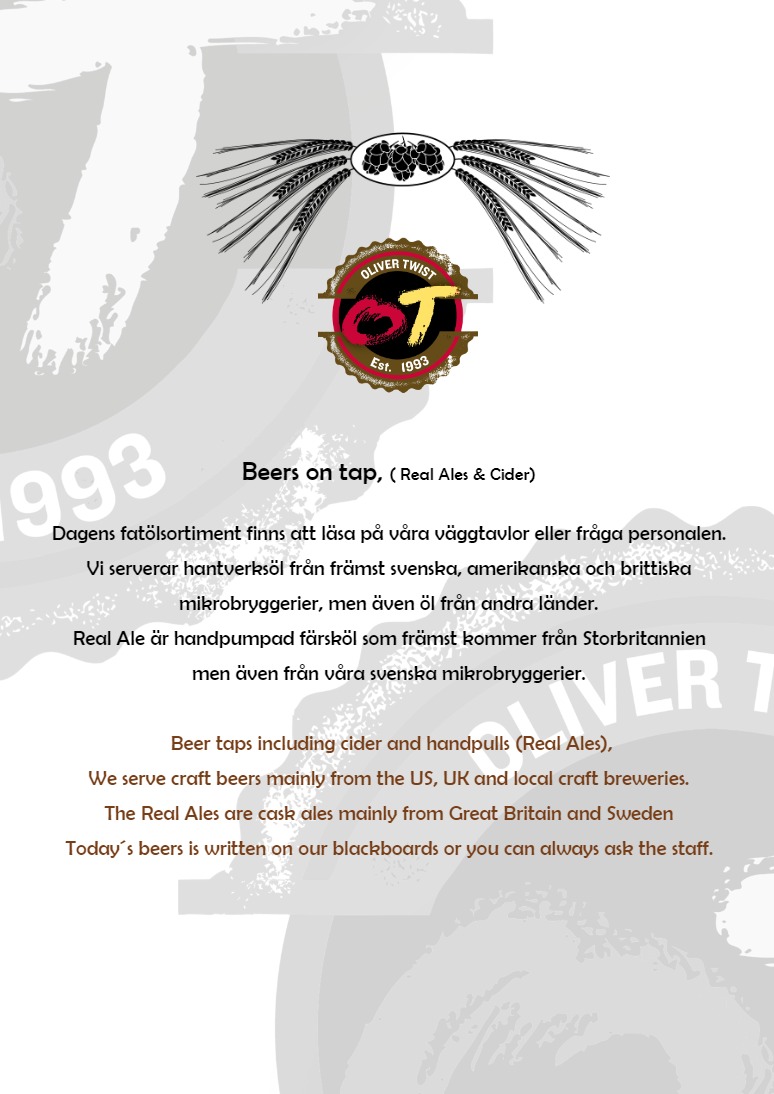 OLIVER TWIST
OT
Est. 1993
1993
Beers on tap, ( Real Ales & Cider)
Dagens fatölsortiment finns att läsa på våra väggtavlor eller fråga personalen.
Vi serverar hantverksöl från främst svenska, amerikanska och brittiska
mikrobryggerier, men även öl från andra länder.
Real Ale är handpumpad färsköl som främst kommer från Storbritannien
men även från våra svenska mikrobryggerier.
OLIVER T
Beer taps including cider and handpulls (Real Ales),
We serve craft beers mainly from the US, UK and local craft breweries.
The Real Ales are cask ales mainly from Great Britain and Sweden
Today´s beers is written on our blackboards or you can always ask the staff.